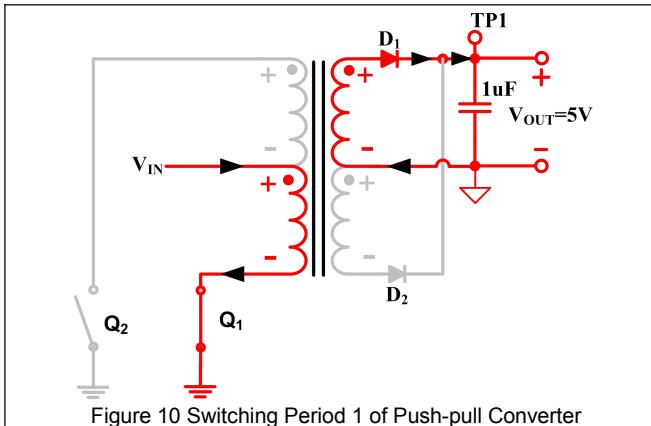 TP1
D1
+
+
+
1uF
VOUT=5V
-
-
-
VIN
+
+
-
-
D2
Q2
Q1
Figure 10 Switching Period 1 of Push-pull Converter